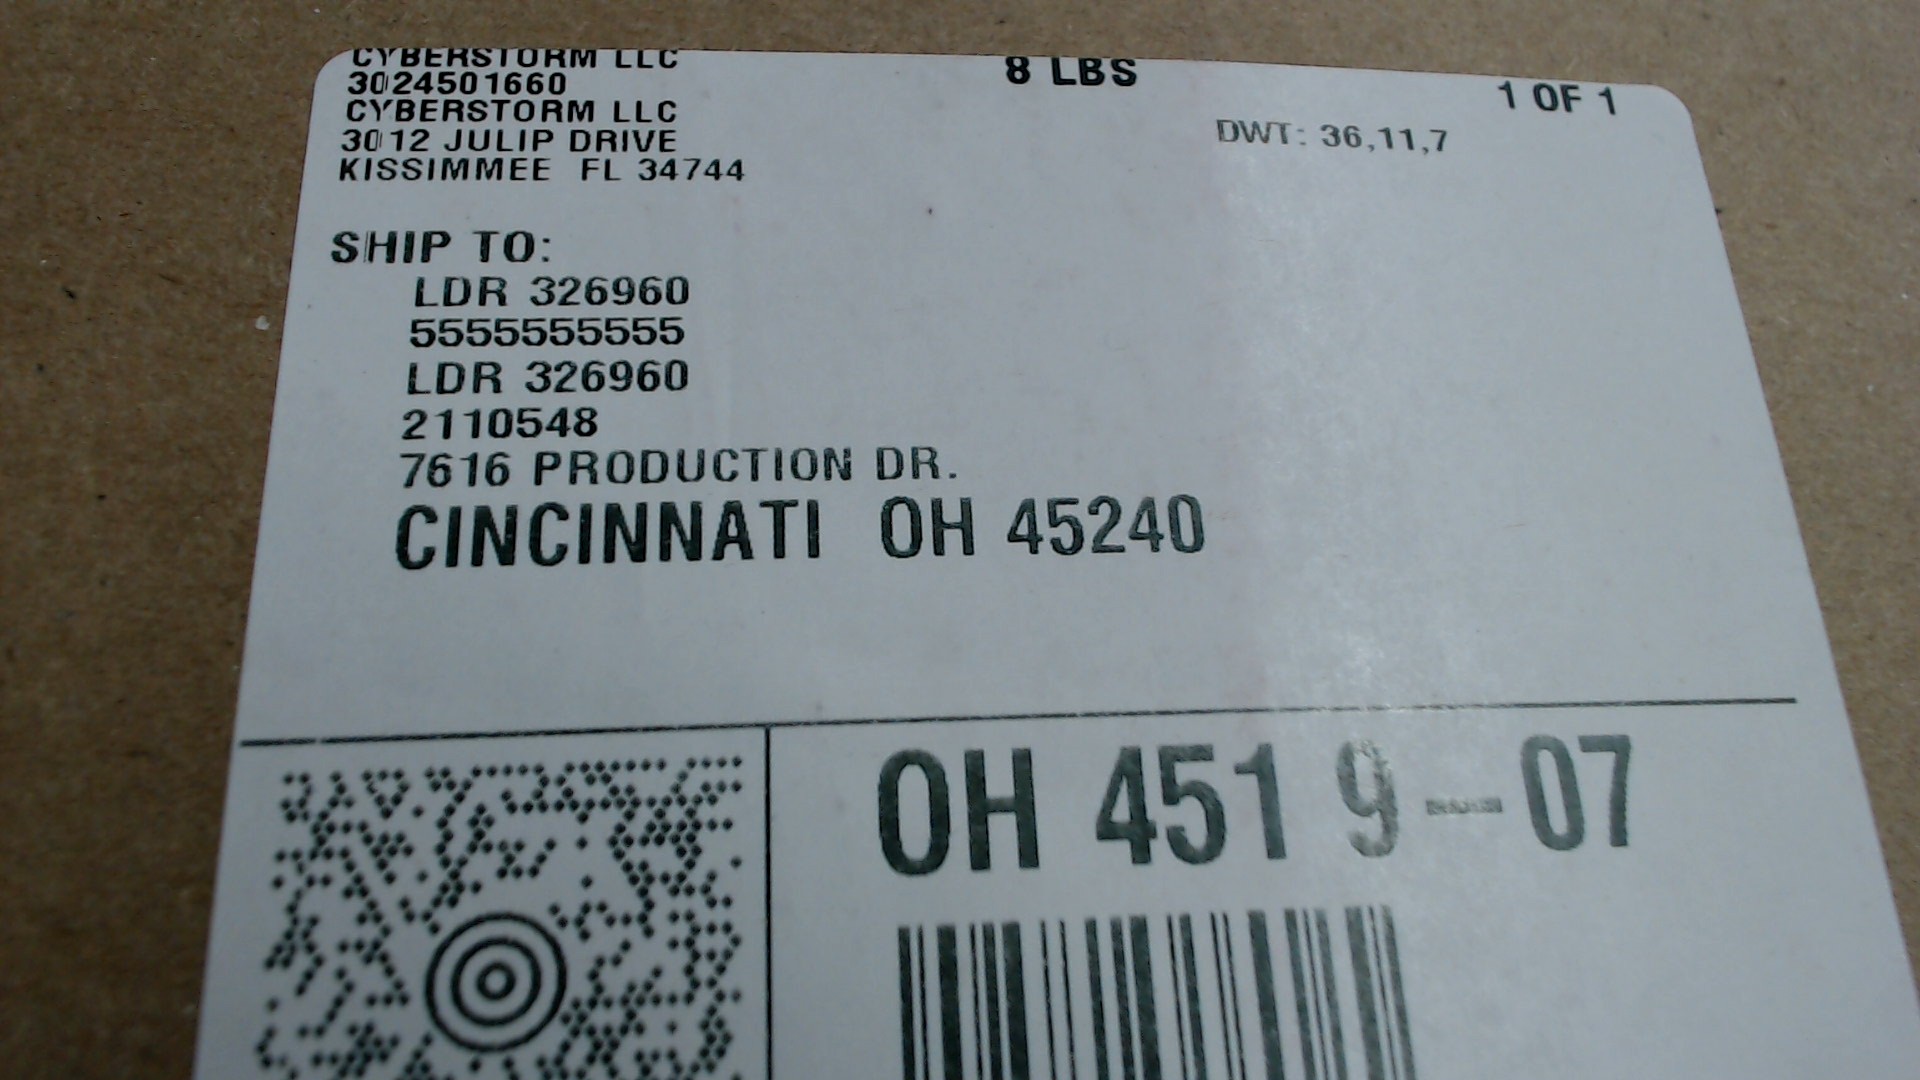 CYBERSTORM LLC
3024501660
CYBERSTORM LLC
3012 JULIP DRIVE
KISSIMMEE FL 34744
8 LBS
1 OF 1
DWT: 36,11,7
SHIP TO:
LDR 326960
5555555555
LDR 326960
2110548
7616 PRODUCTION DR.
CINCINNATI OH 45240
OH 451 9-07